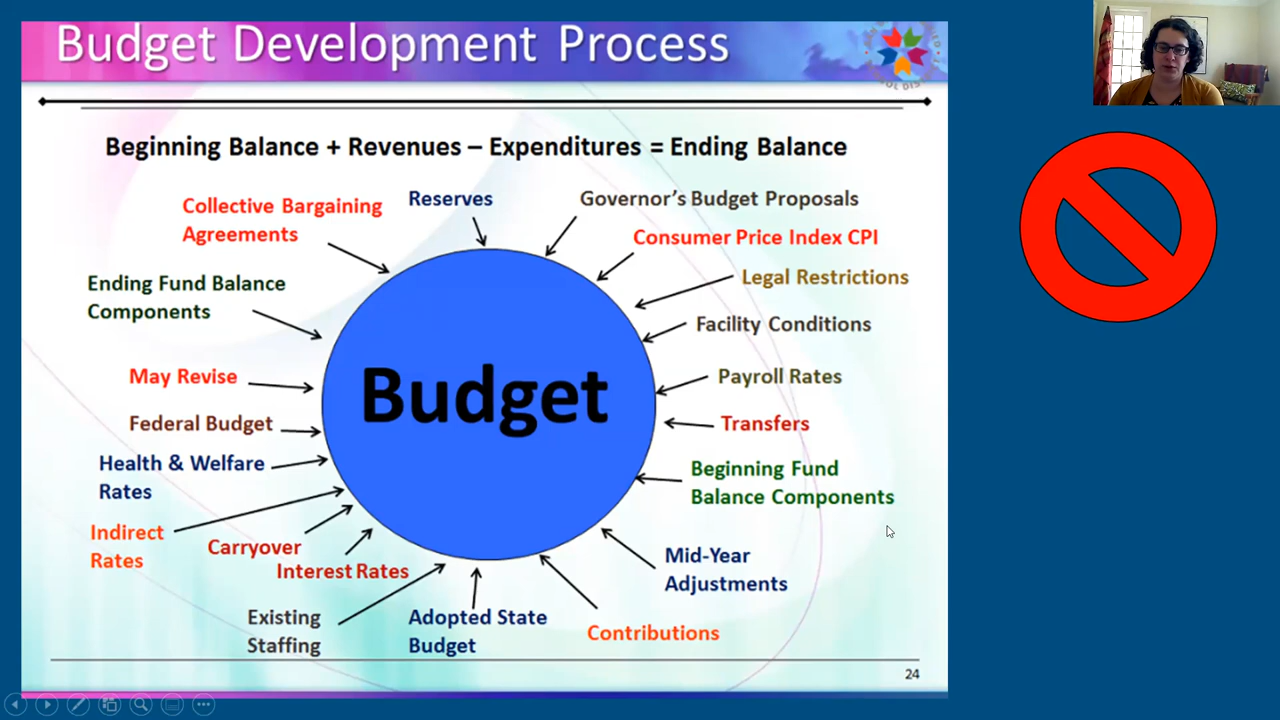 Budget Development Process
Beginning Balance + Revenues – Expenditures = Ending Balance
Collective Bargaining
Agreements
Reserves
Governor's Budget Proposals
Consumer Price Index CPI
Ending Fund Balance
Components
Legal Restrictions
Facility Conditions
May Revise
Payroll Rates
Federal Budget
Transfers
Health & Welfare
Rates
Beginning Fund
Balance Components
Budget
Indirect
Rates
Carryover
Interest Rates
Mid-Year
Adjustments
Existing
Staffing
Adopted State
Budget
Contributions
24